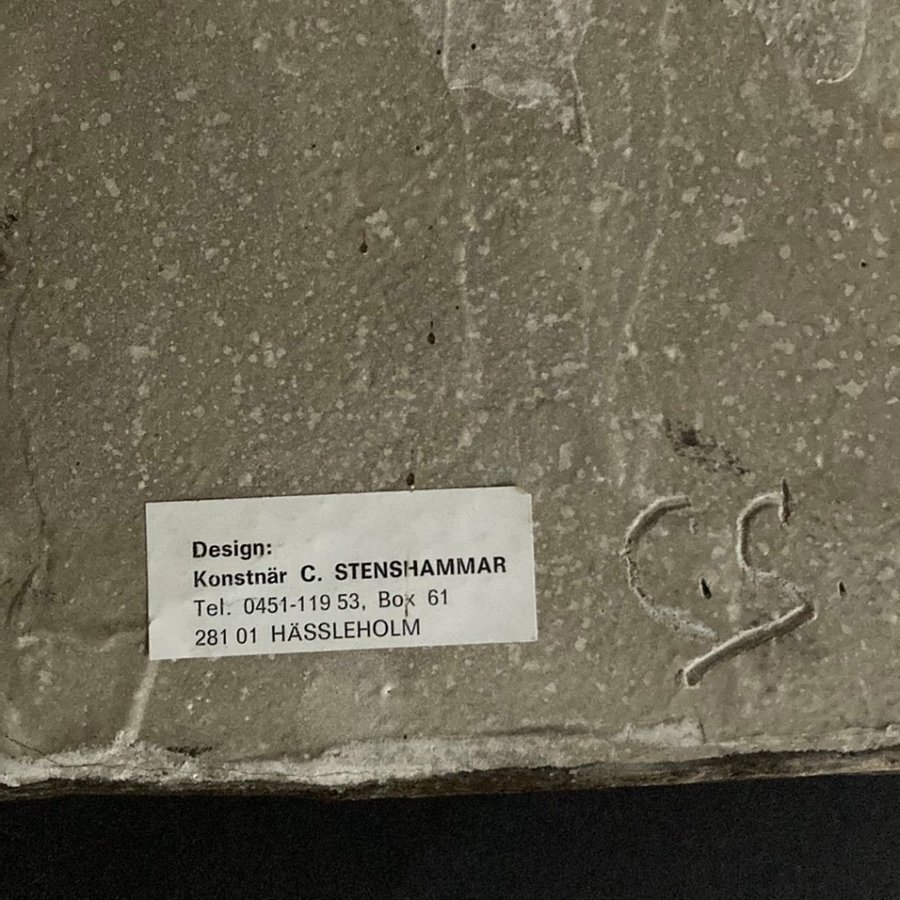 Design:
Konstnär C. STENSHAMMAR
Tel. 0451-119 53, Box 61
281 01 HÄSSLEHOLM
C.S.